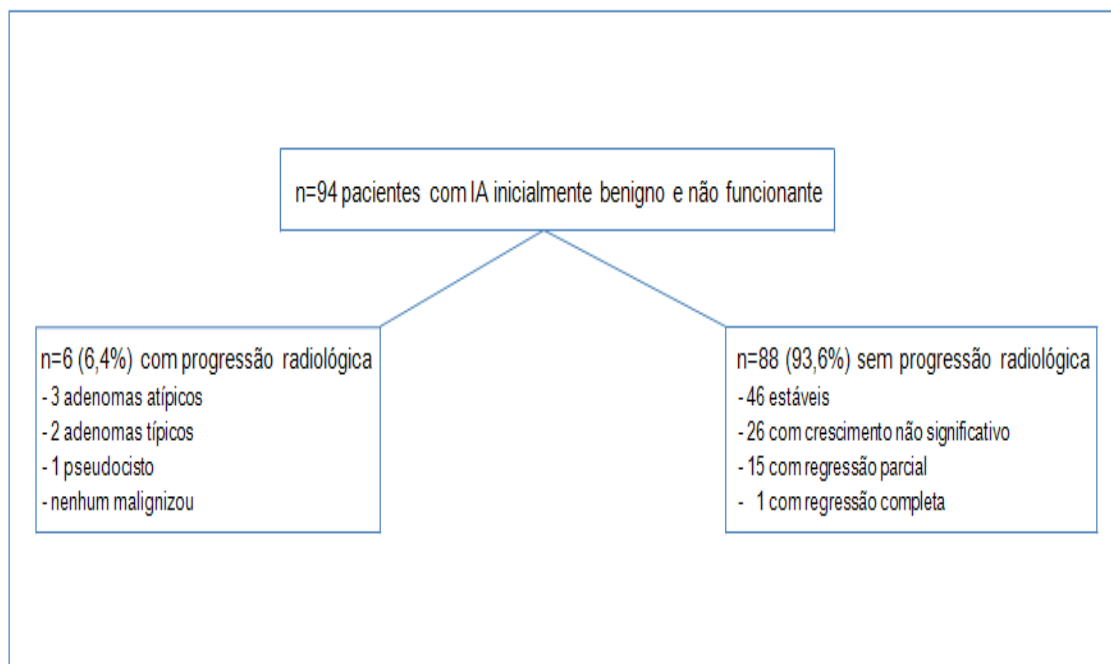 n=94 pacientes com IA inicialmente benigno e não funcionante
n=6 (6,4%) com progressão radiológica
- 3 adenomas atípicos
- 2 adenomas típicos
- 1 pseudocisto
- nenhum malignizou
n=88 (93,6%) sem progressão radiológica
- 46 estáveis
- 26 com crescimento não significativo
- 15 com regressão parcial
- 1 com regressão completa